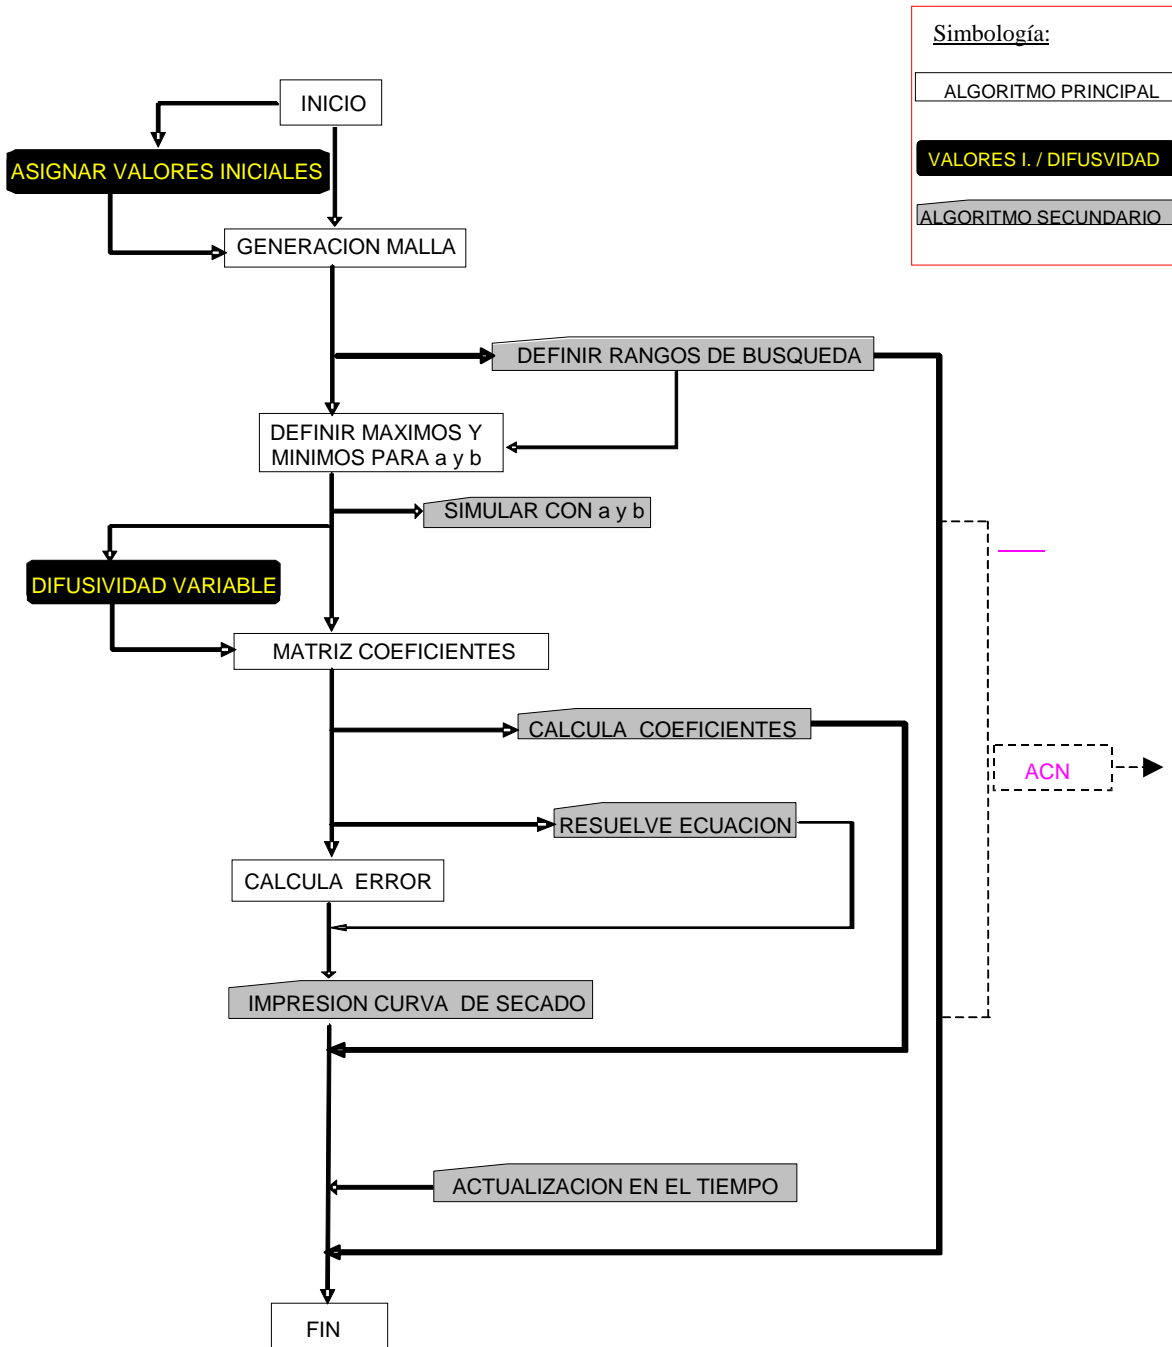 Simbología:
ALGORITMO PRINCIPAL
VALORES I. / DIFUSVIDAD
ALGORITMO SECUNDARIO
INICIO
ASIGNAR VALORES INICIALES
GENERACION MALLA
DEFINIR RANGOS DE BUSQUEDA
DEFINIR MAXIMOS Y
MINIMOS PARA a y b
SIMULAR CON a y b
DIFUSIVIDAD VARIABLE
MATRIZ COEFICIENTES
CALCULA COEFICIENTES
ACN
RESUELVE ECUACION
CALCULA ERROR
IMPRESION CURVA DE SECADO
ACTUALIZACION EN EL TIEMPO
FIN